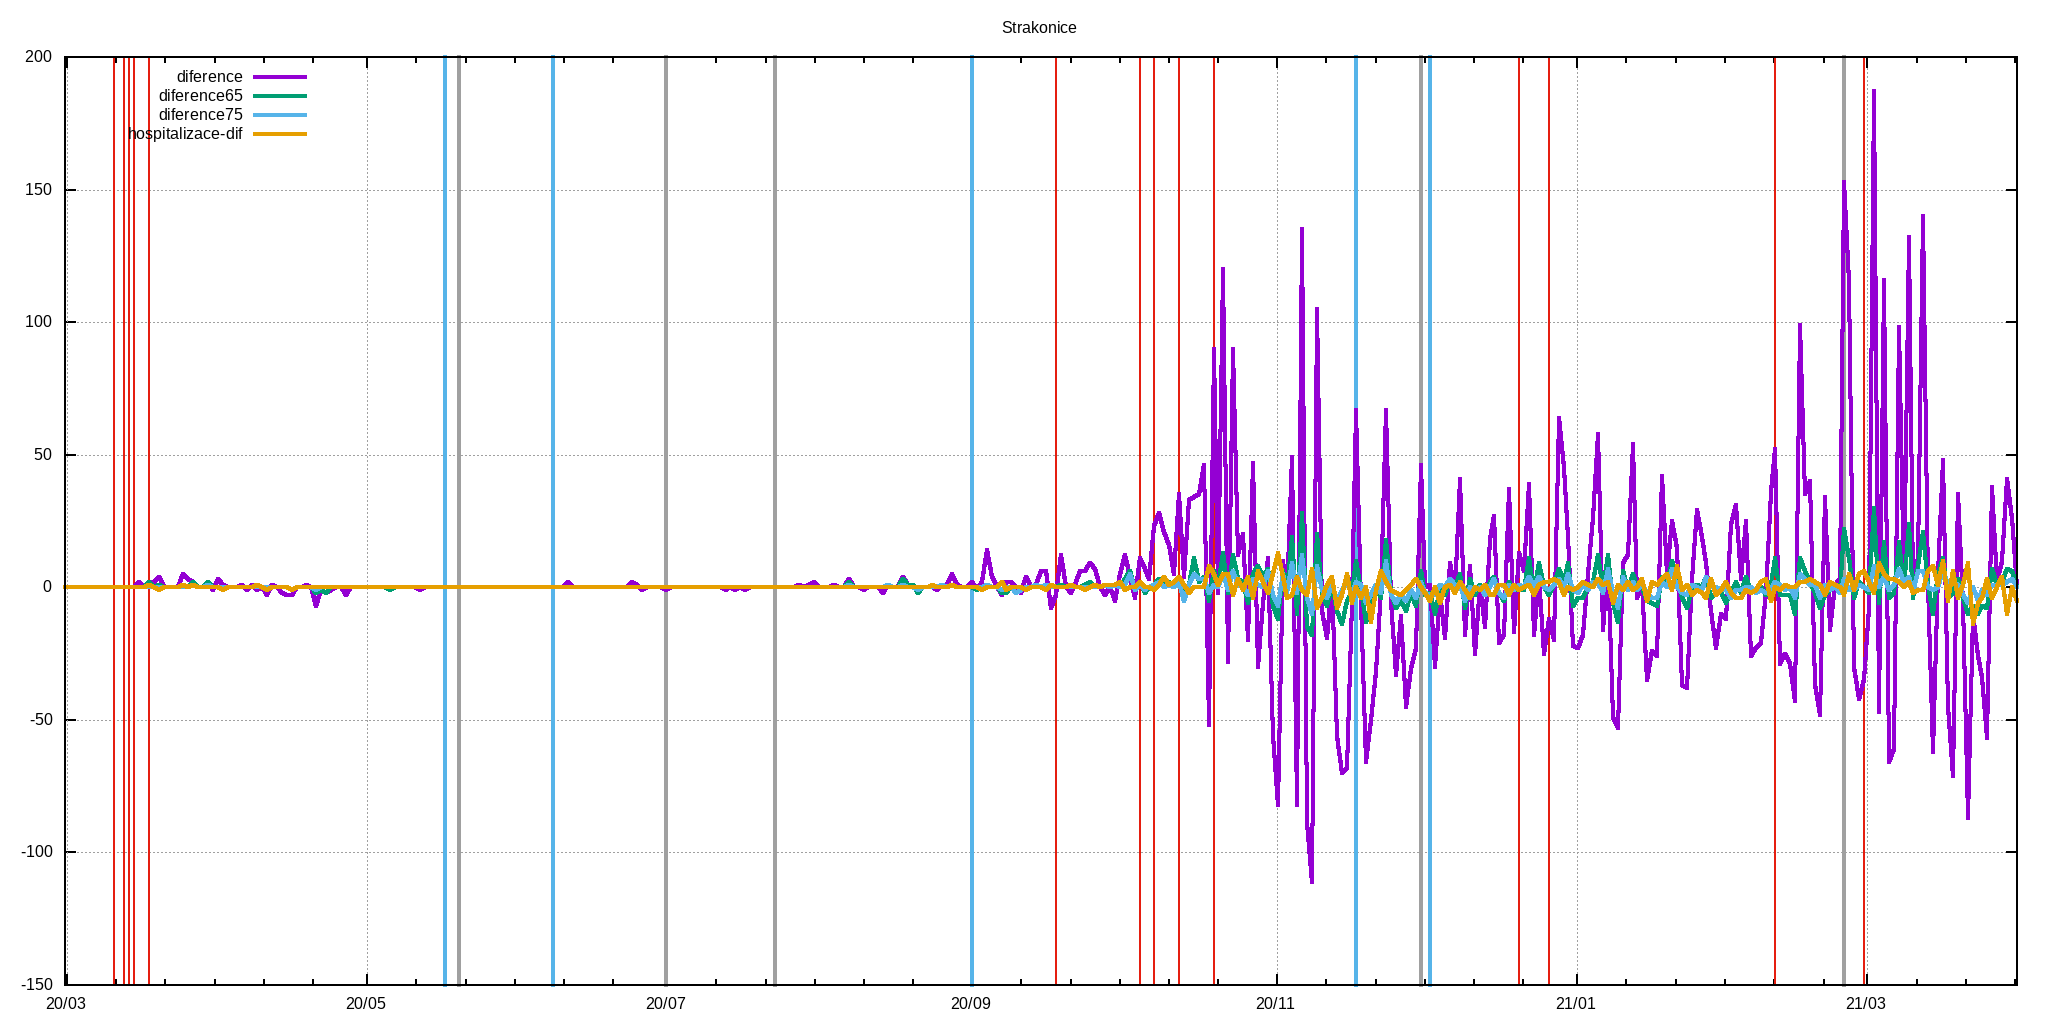 Strakonice
200
150
100
50
0
-50
-100
-150
diference
diference65
diference75
hospitalizace-dif
20/03 20/05 20/07 20/09 20/11 21/01 21/03